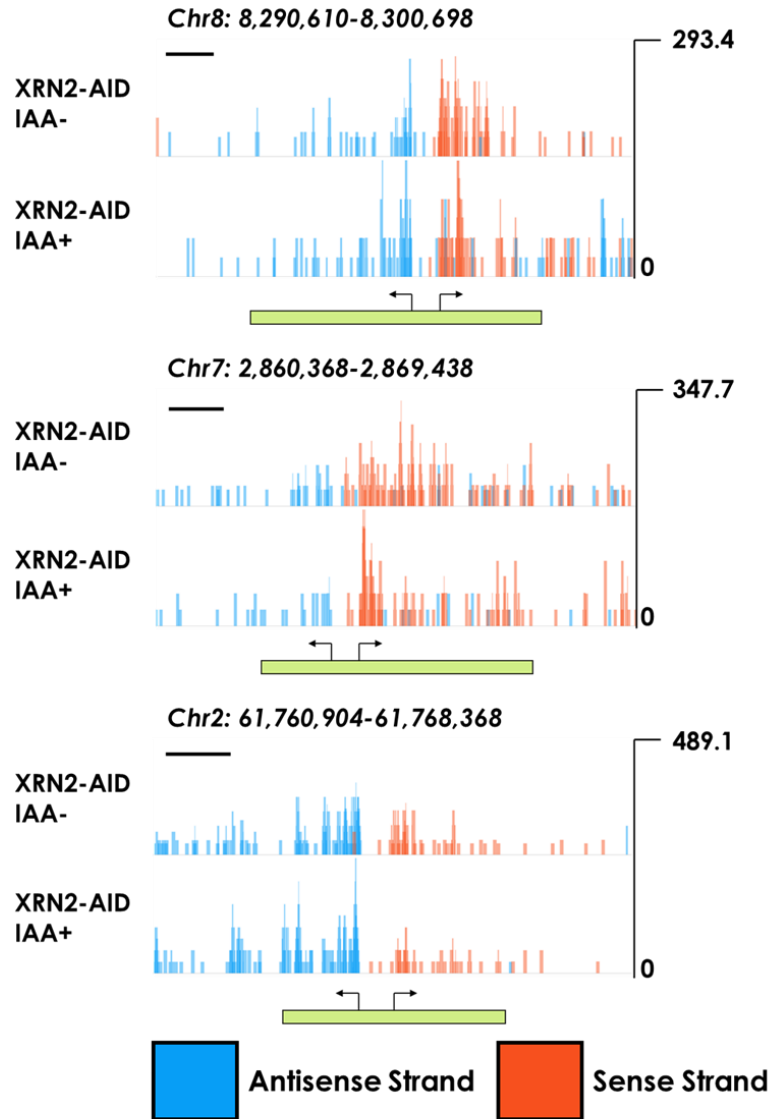 Chr8: 8,290,610-8,300,698
293.4
XRN2-AID
IAA-
XRN2-AID
IAA+
0
Chr7: 2,860,368-2,869,438
347.7
XRN2-AID
IAA-
XRN2-AID
IAA+
0
Chr2: 61,760,904-61,768,368
489.1
XRN2-AID
IAA-
XRN2-AID
IAA+
0
Antisense Strand
Sense Strand